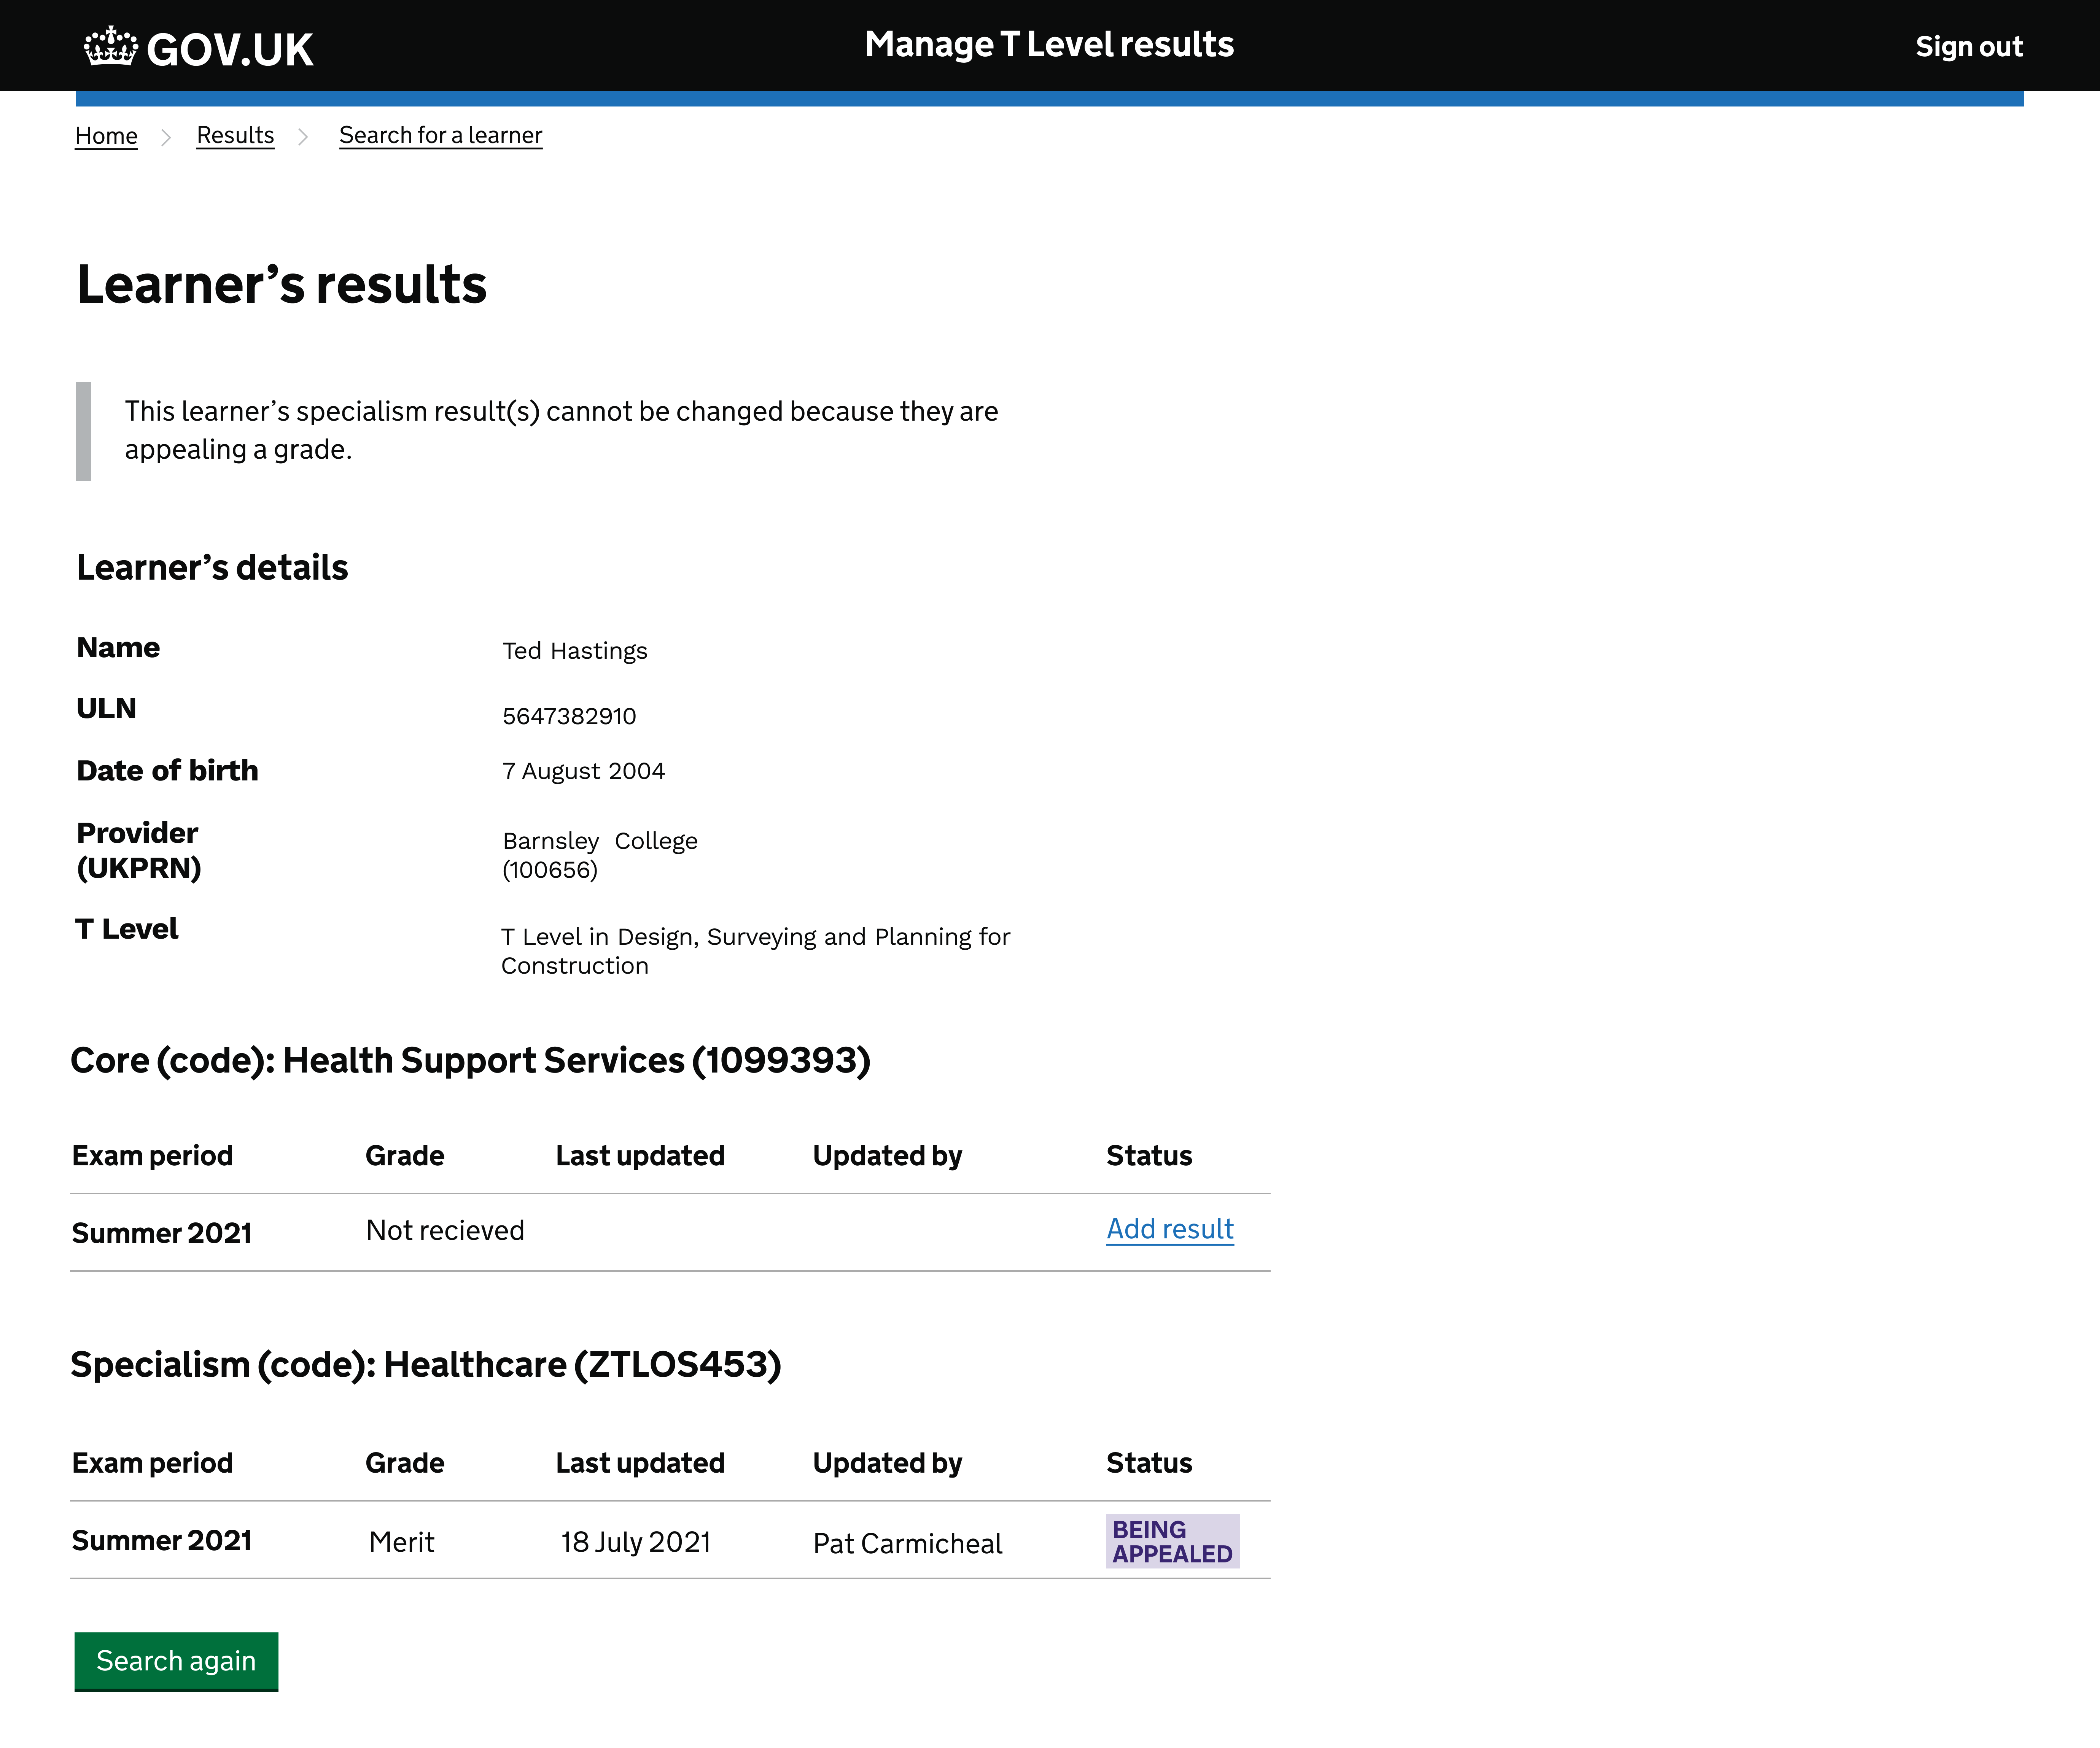 GOV.UK Manage T Level results Sign out
Home Results Search for a learner
Learner’s results
This learner’s specialism result(s) cannot be changed because they are
appealing a grade.
Learner’s details
Name Ted Hastings
ULN 5647382910
Date of birth 7 August 2004
Provider Barnsley College
(UKPRN) (100656)
T Level T Level in Design, Surveying and Planning for
Construction
Core (code): Health Support Services (1099393)
Exam period Grade Last updated Updated by Status
Summer 2021 Not recieved Add result
Specialism (code): Healthcare (ZTLOS453)
Exam period Grade Last updated Updated by Status
Summer 2021 Merit 18 July 2021 Pat Carmicheal BEING
APPEALED
Search again